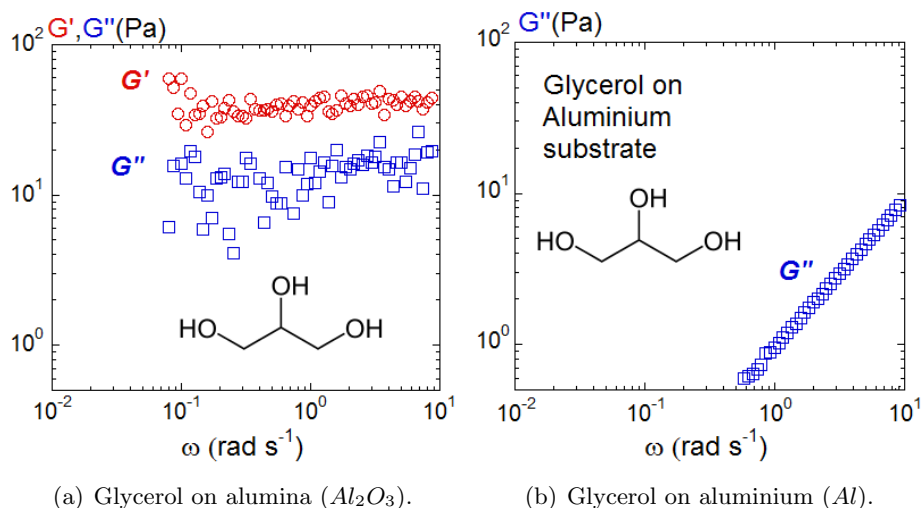 G',G''(Pa)
10²
G'
10¹
G''
OH
HO
OH
10⁰
10⁻²
10⁻¹
10⁰
10¹
ω (rad s⁻¹)
(a) Glycerol on alumina (Al₂O₃).
G''(Pa)
10²
Glycerol on
Aluminium
substrate
10¹
OH
HO
OH
G''
10⁰
10⁻²
10⁻¹
10⁰
10¹
ω (rad s⁻¹)
(b) Glycerol on aluminium (Al).